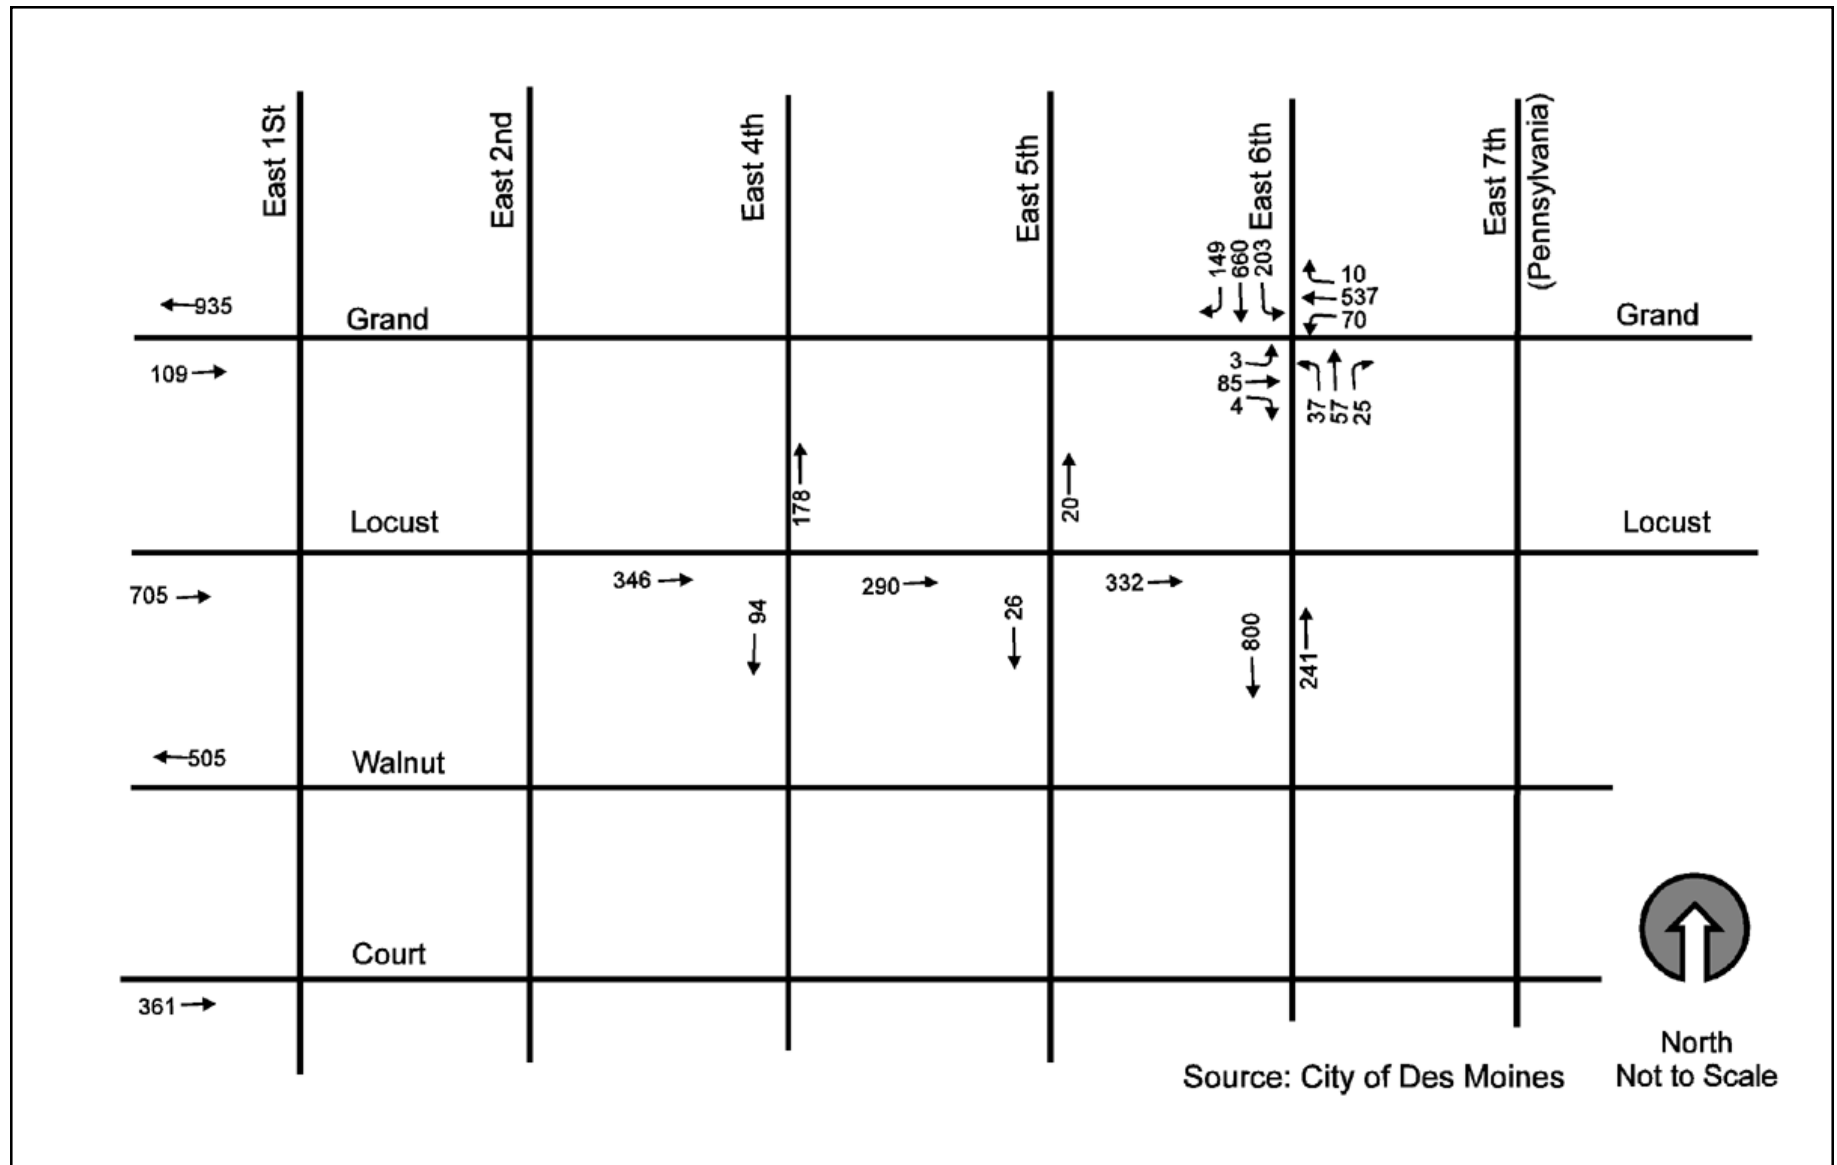 East 1St
East 2nd
East 4th
East 5th
East 6th
East 7th
(Pennsylvania)
149
660
203
10
537
70
935
Grand
Grand
109
3
85
4
37
57
25
178
20
Locust
Locust
346
290
332
705
94
26
800
241
505
Walnut
Court
361
North
Source: City of Des Moines
Not to Scale